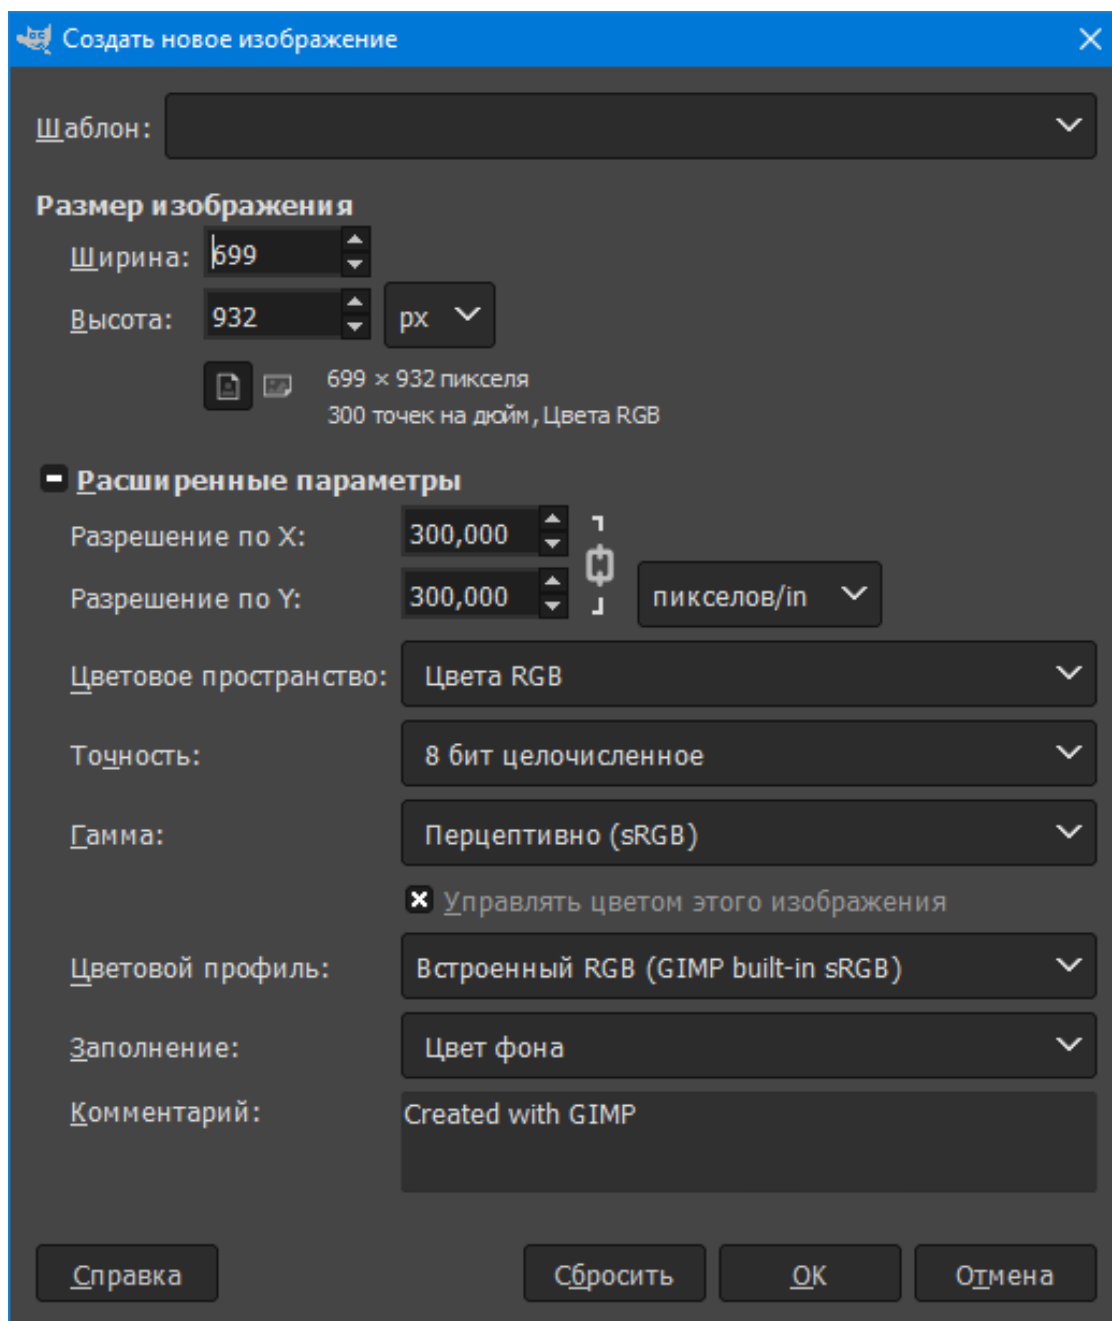 Создать новое изображение
Шаблон:
Размер изображения
Ширина: 699
Высота: 932 px
699 × 932 пикселя
300 точек на дюйм, Цвета RGB
Расширенные параметры
Разрешение по X: 300,000
Разрешение по Y: 300,000 пикселов/in
Цветовое пространство: Цвета RGB
Точность: 8 бит целочисленное
Гамма: Перцептивно (sRGB)
Управлять цветом этого изображения
Цветовой профиль: Встроенный RGB (GIMP built-in sRGB)
Заполнение: Цвет фона
Комментарий: Created with GIMP
Справка Сбросить OK Отмена